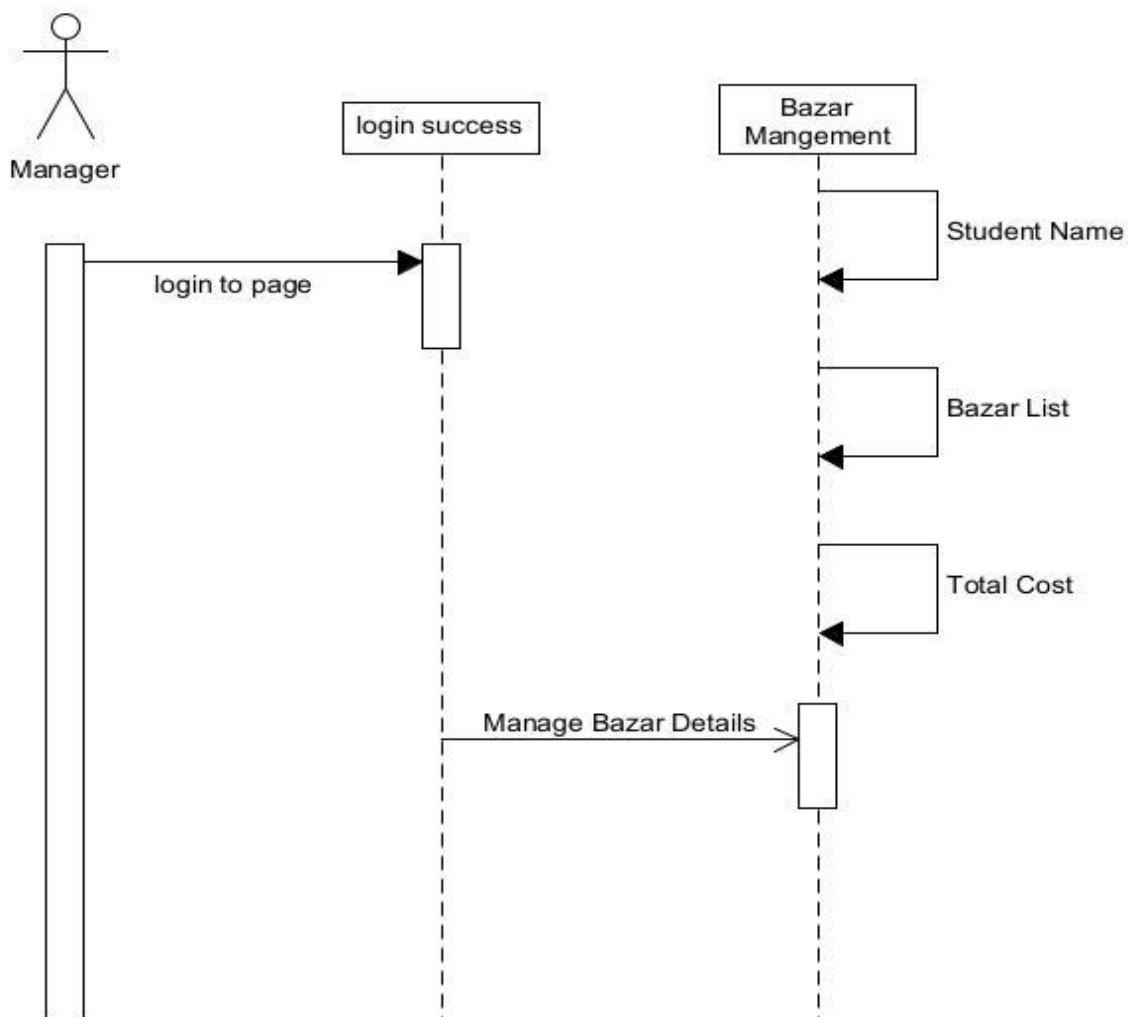 Manager
login success
Bazar
Mangement
Student Name
login to page
Bazar List
Total Cost
Manage Bazar Details